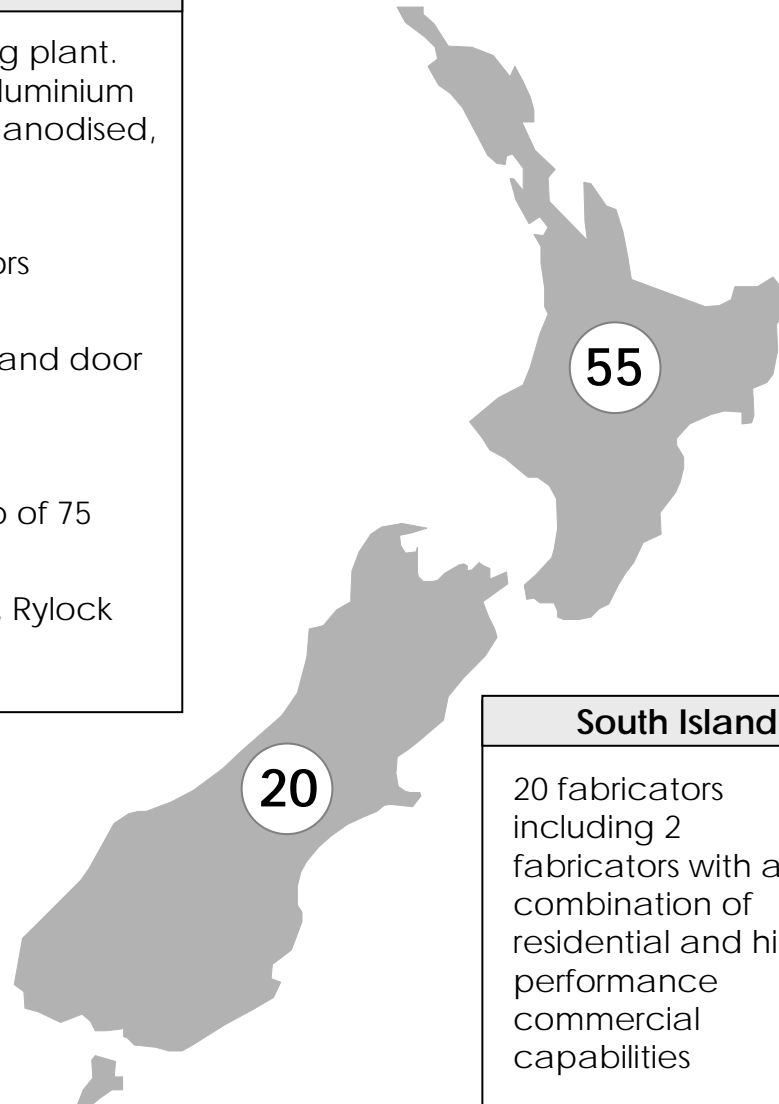 g plant.
luminium
anodised,
ors
and door
of 75
Rylock
55
20
South Island
20 fabricators
including 2
fabricators with a
combination of
residential and hi
performance
commercial
capabilities